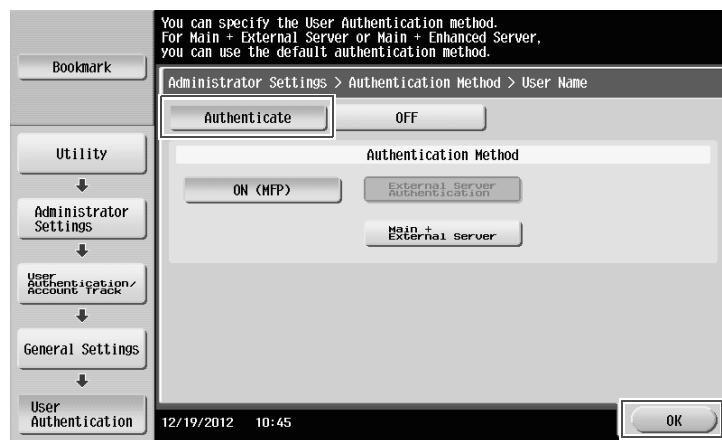 You can specify the User Authentication method.
For Main + External Server or Main + Enhanced Server,
you can use the default authentication method.
Bookmark
Administrator Settings > Authentication Method > User Name
Authenticate
OFF
Utility
Authentication Method
ON (MFP)
External Server
Authentication
Administrator
Settings
Main +
External Server
User
Authentication/
Account Track
General Settings
User
Authentication
12/19/2012 10:45
OK